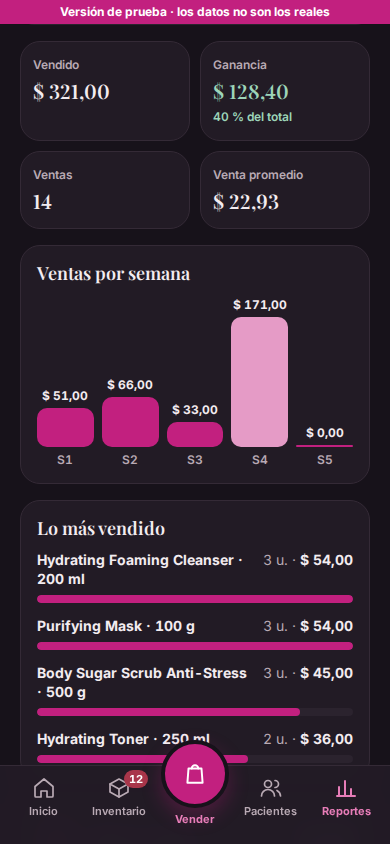 Versión de prueba · los datos no son los reales
Vendido
$ 321,00
Ganancia
$ 128,40
40 % del total
Ventas
14
Venta promedio
$ 22,93
Ventas por semana
$ 51,00
$ 66,00
$ 33,00
$ 171,00
$ 0,00
S1
S2
S3
S4
S5
Lo más vendido
Hydrating Foaming Cleanser ·
200 ml
3 u. · $ 54,00
Purifying Mask · 100 g
3 u. · $ 54,00
Body Sugar Scrub Anti-Stress
· 500 g
3 u. · $ 45,00
Hydrating Toner · 250 ml
2 u. · $ 36,00
Inicio
12
Inventario
Vender
Pacientes
Reportes